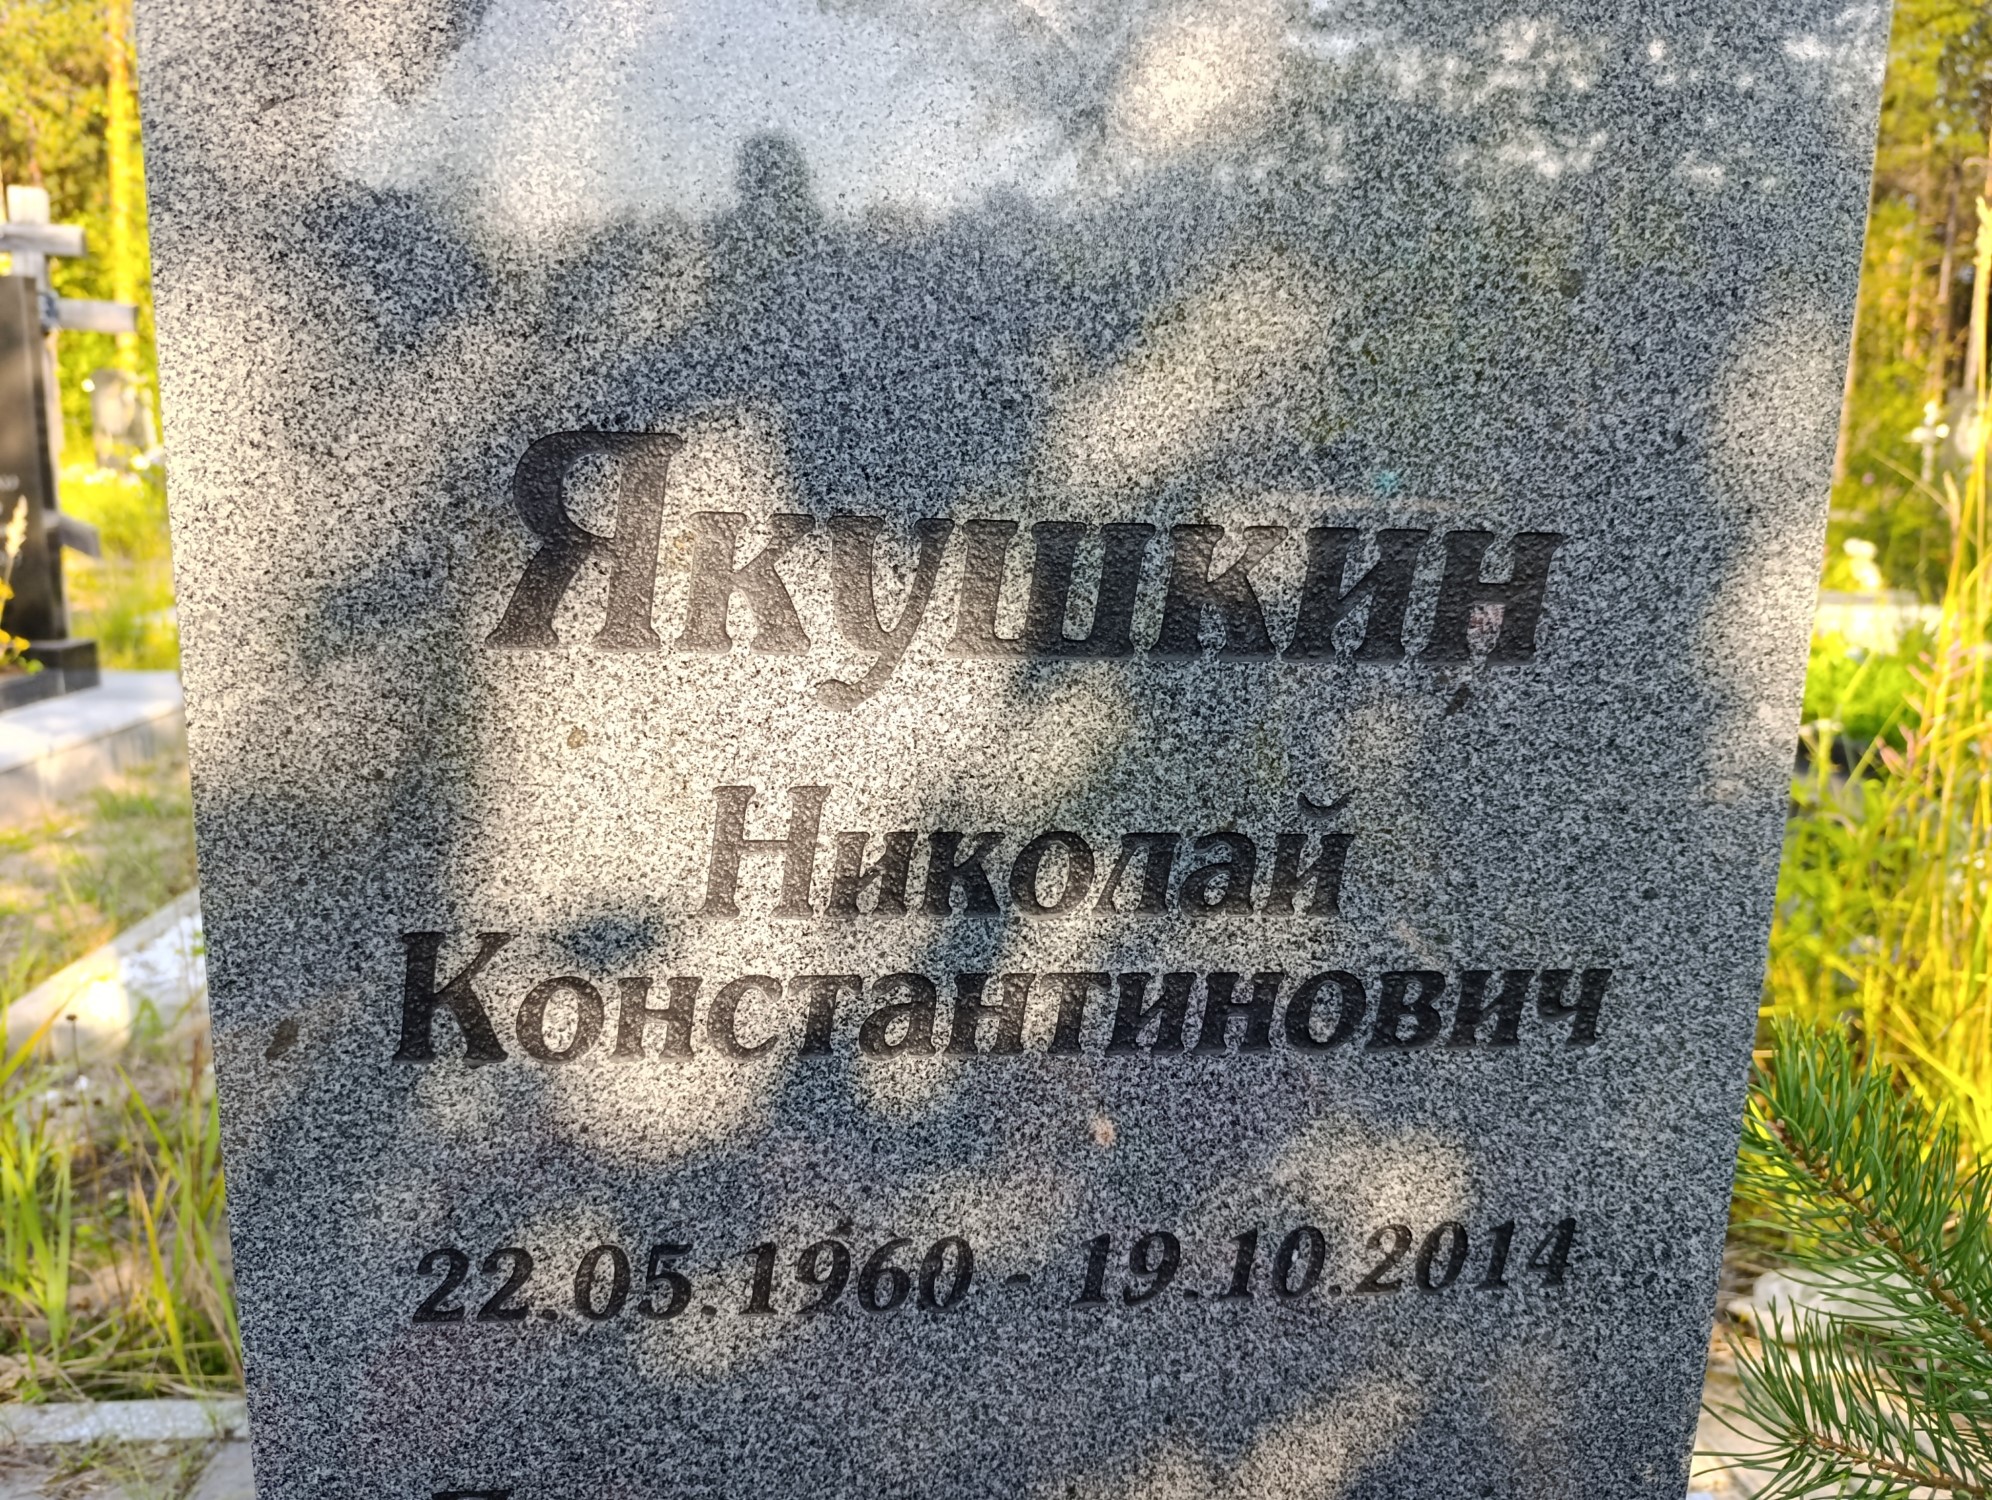 Якушкин
Николай
Константинович
22.05.1960 - 19.10.2014